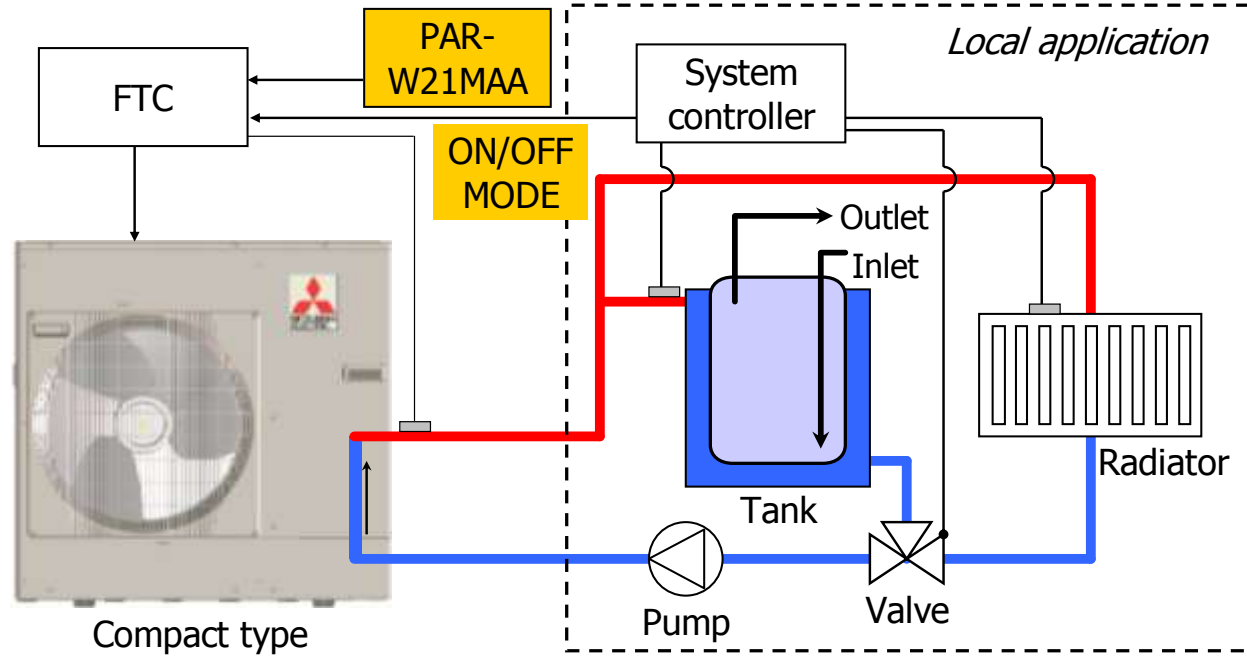 Local application
PAR-
W21MAA
FTC
System
controller
ON/OFF
MODE
Outlet
Inlet
Radiator
Tank
Pump
Valve
Compact type